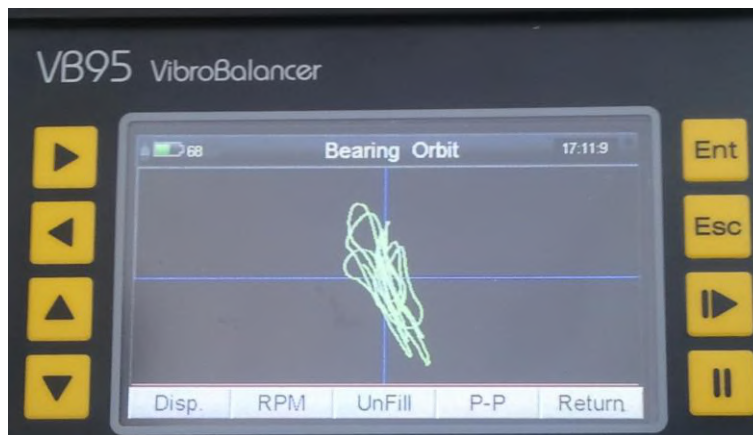 VB95 VibroBalancer
68 Bearing Orbit 17:11:9
Ent
Esc
Disp. RPM UnFill P-P Return